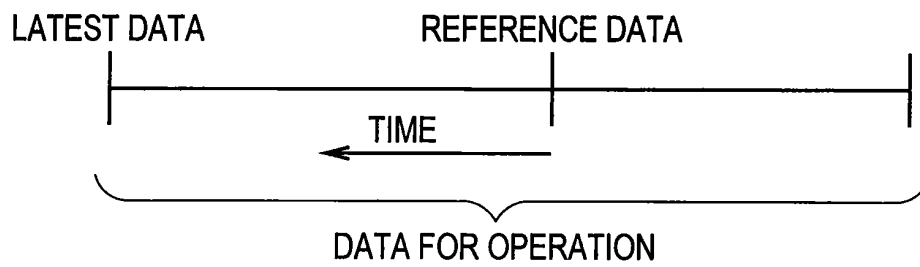 LATEST DATA
REFERENCE DATA
TIME
DATA FOR OPERATION